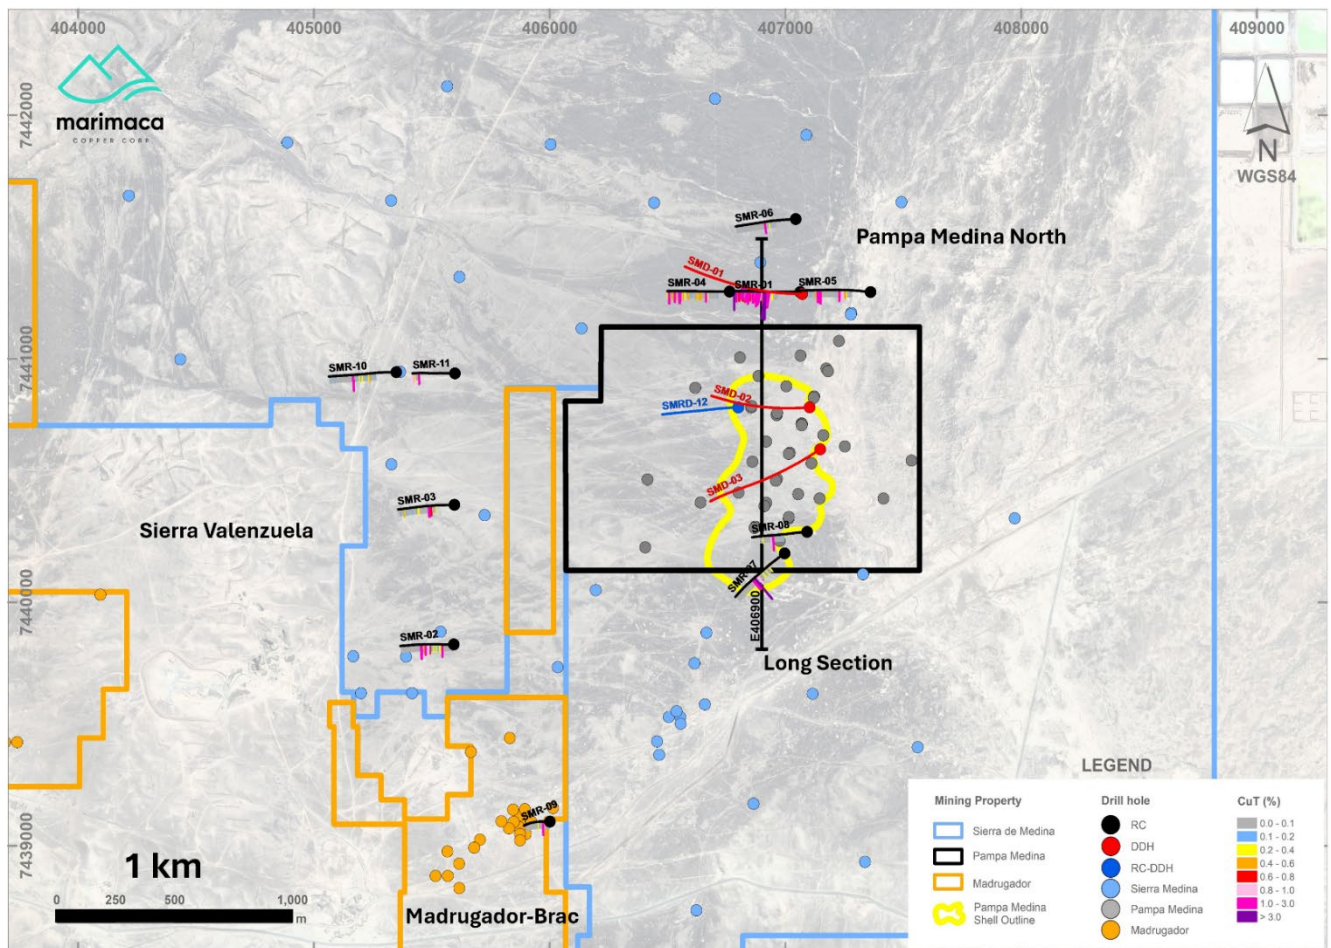 404000
405000
406000
407000
408000
409000
7442000
7441000
7440000
7439000
marimaca
COPPER CORP
N
WGS84
SMR-06
Pampa Medina North
SMD-01
SMR-04
SMR-01
SMR-05
SMR-10
SMR-11
SMD-02
SMRD-12
SMD-03
SMR-03
Sierra Valenzuela
SMR-08
SMR-07
E406900
SMR-02
Long Section
SMR-09
Madrugador-Brac
1 km
0 250 500 1,000
m
LEGEND
Mining Property
Sierra de Medina
Pampa Medina
Madrugador
Pampa Medina
Shell Outline
Drill hole
RC
DDH
RC-DDH
Sierra Medina
Pampa Medina
Madrugador
CuT (%)
0.0 - 0.1
0.1 - 0.2
0.2 - 0.4
0.4 - 0.6
0.6 - 0.8
0.8 - 1.0
1.0 - 3.0
> 3.0